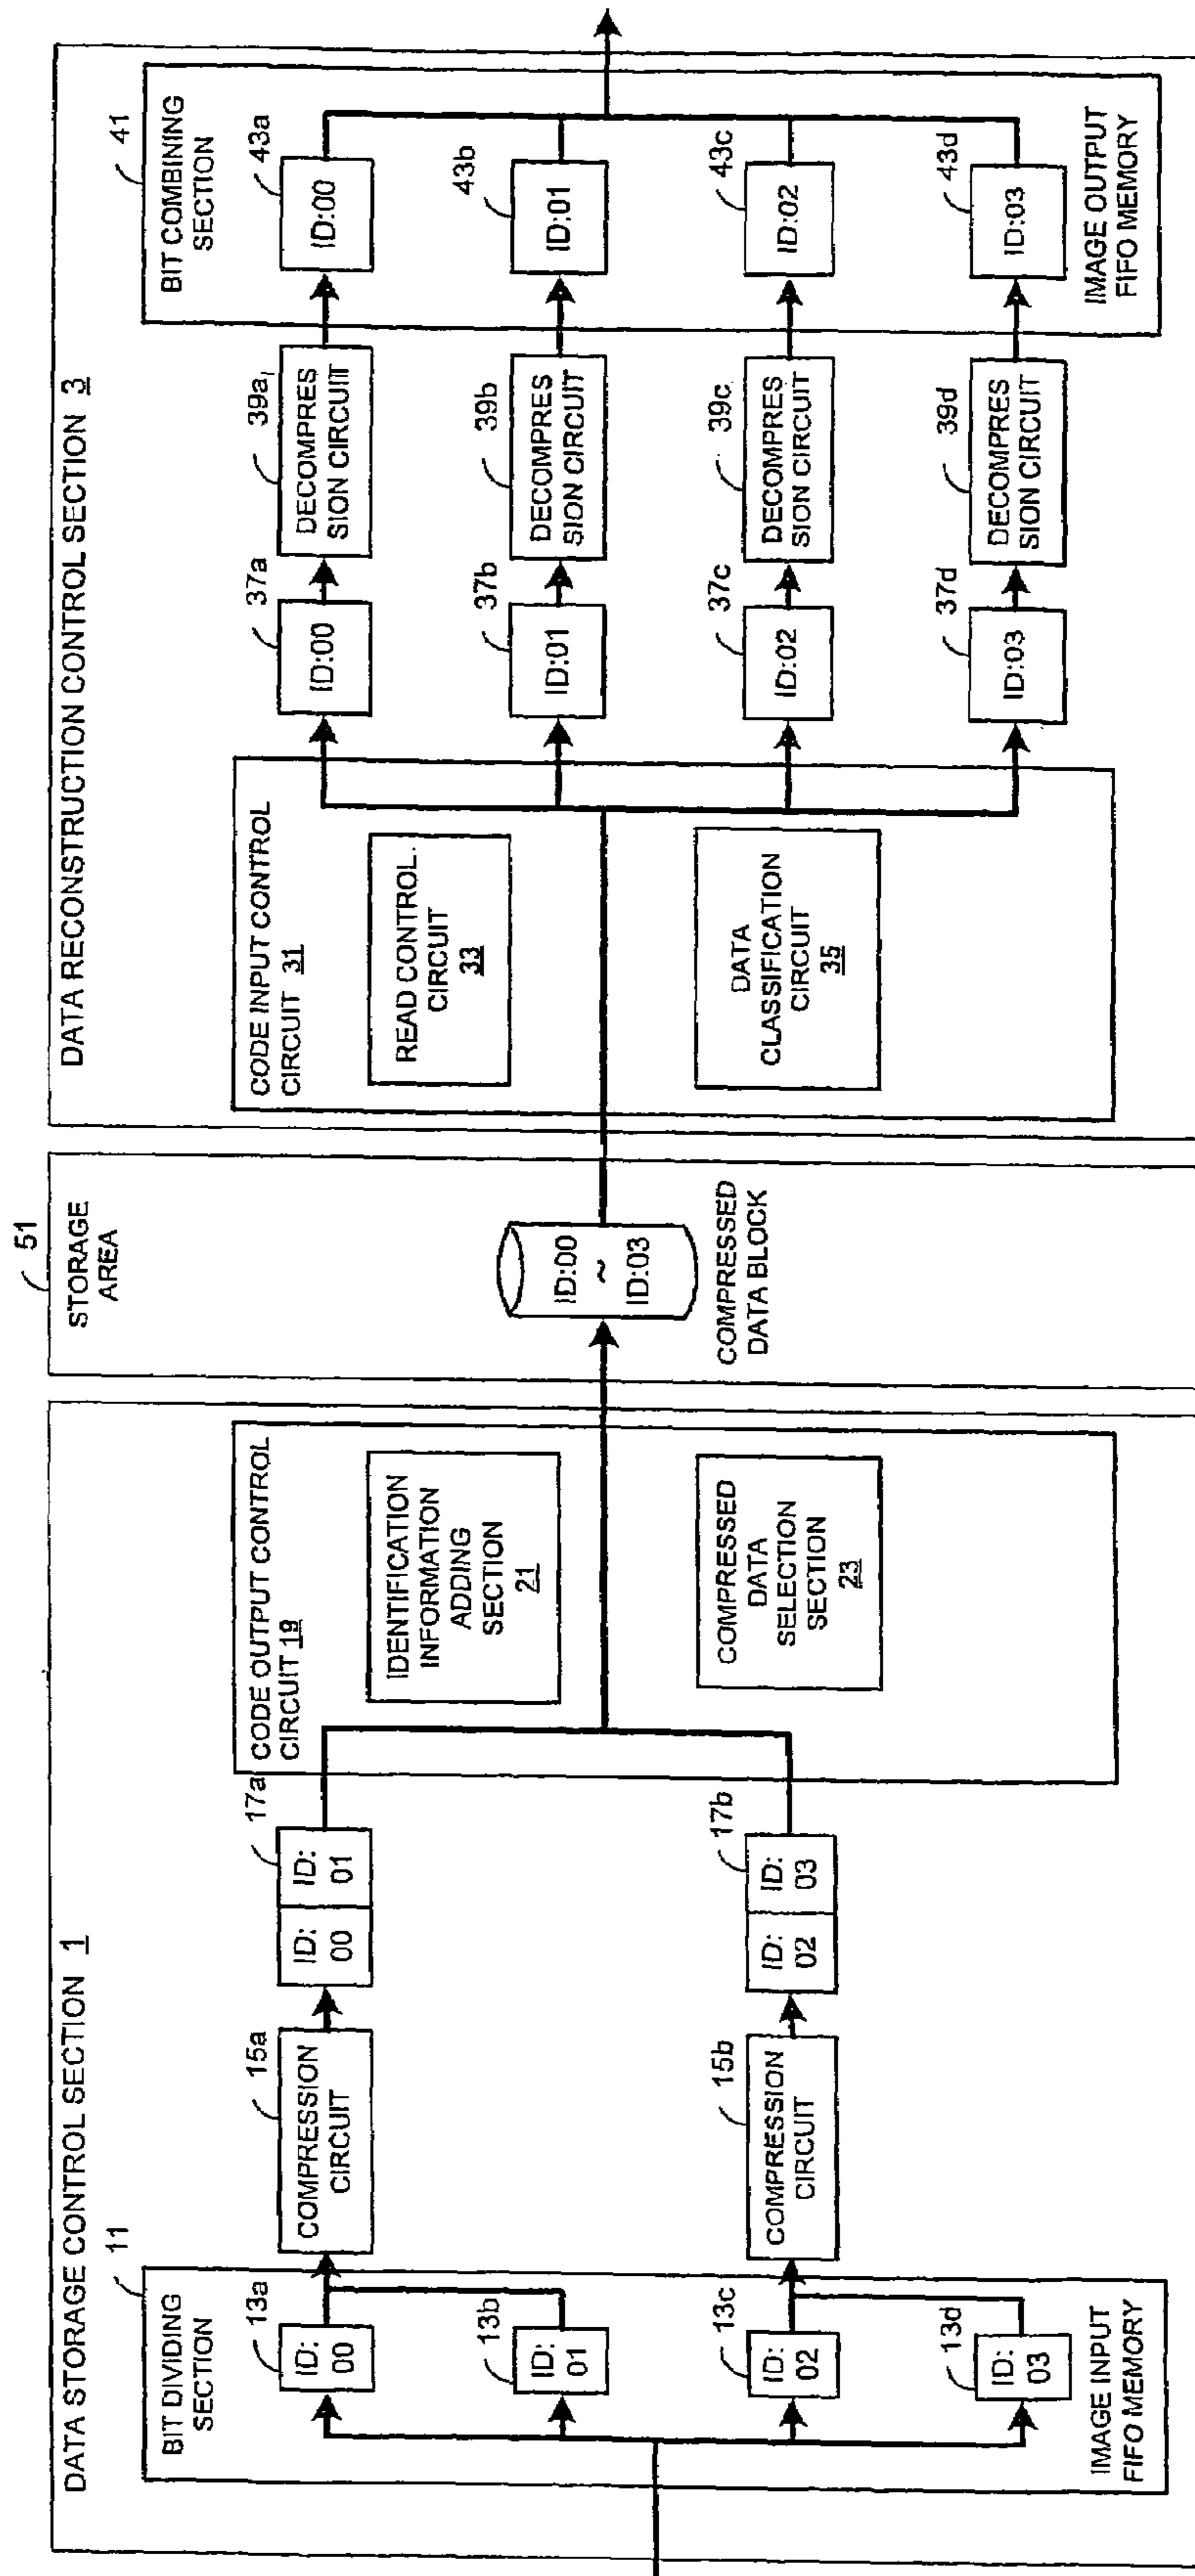 DATA STORAGE CONTROL SECTION 1
11
BIT DIVIDING
SECTION
13a
ID:
00
13b
ID:
01
13c
ID:
02
13d
ID:
03
IMAGE INPUT
FIFO MEMORY
15a
COMPRESSION
CIRCUIT
15b
COMPRESSION
CIRCUIT
17a
ID:
00
ID:
01
17b
ID:
02
ID:
03
CODE OUTPUT CONTROL
CIRCUIT 19
IDENTIFICATION
INFORMATION
ADDING
SECTION
21
COMPRESSED
DATA
SELECTION
SECTION
23
51
STORAGE
AREA
ID:00
~
ID:03
COMPRESSED
DATA BLOCK
DATA RECONSTRUCTION CONTROL SECTION 3
CODE INPUT CONTROL
CIRCUIT 31
READ CONTROL.
CIRCUIT
33
DATA
CLASSIFICATION
CIRCUIT
35
37a
ID:00
37b
ID:01
37c
ID:02
37d
ID:03
39a
DECOMPRES
SION CIRCUIT
39b
DECOMPRES
SION CIRCUIT
39c
DECOMPRES
SION CIRCUIT
39d
DECOMPRES
SION CIRCUIT
41
BIT COMBINING
SECTION
43a
ID:00
43b
ID:01
43c
ID:02
43d
ID:03
IMAGE OUTPUT
FIFO MEMORY